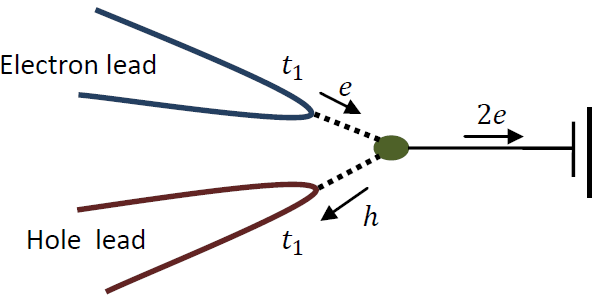 Electron lead
t₁
e
2e
Hole lead
t₁
h